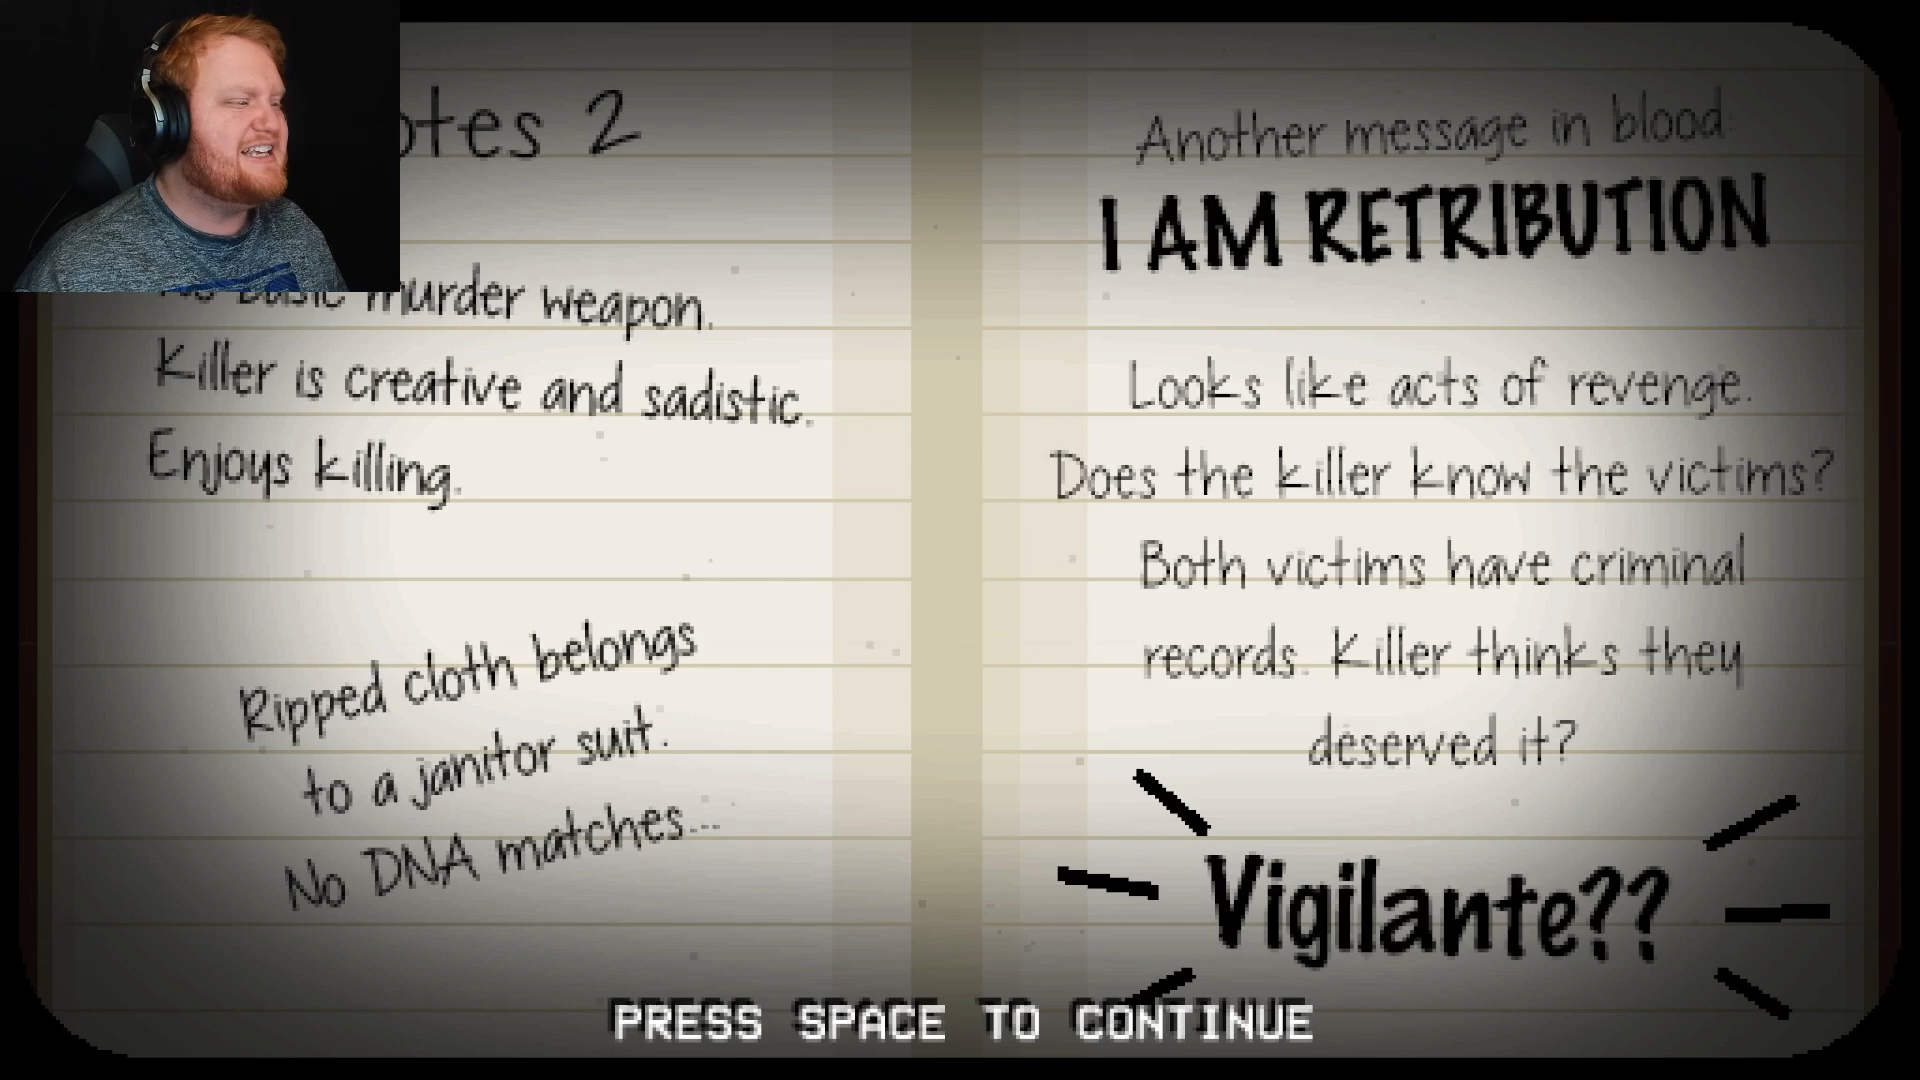 otes 2
murder weapon.
Killer is creative and sadistic.
Enjoys killing.
Ripped cloth belongs
to a janitor suit.
No DNA matches...
Another message in blood:
I AM RETRIBUTION
Looks like acts of revenge.
Does the killer know the victims?
Both victims have criminal
records. Killer thinks they
deserved it?
Vigilante??
PRESS SPACE TO CONTINUE